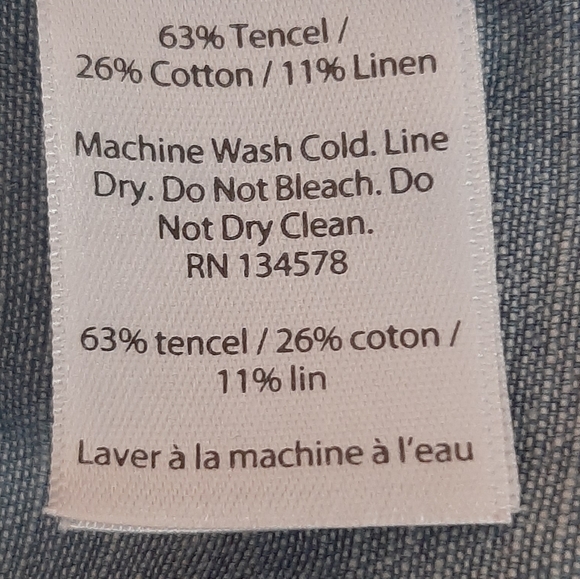 63% Tencel /
26% Cotton / 11% Linen
Machine Wash Cold. Line
Dry. Do Not Bleach. Do
Not Dry Clean.
RN 134578
63% tencel / 26% coton /
11% lin
Laver à la machine à l'eau